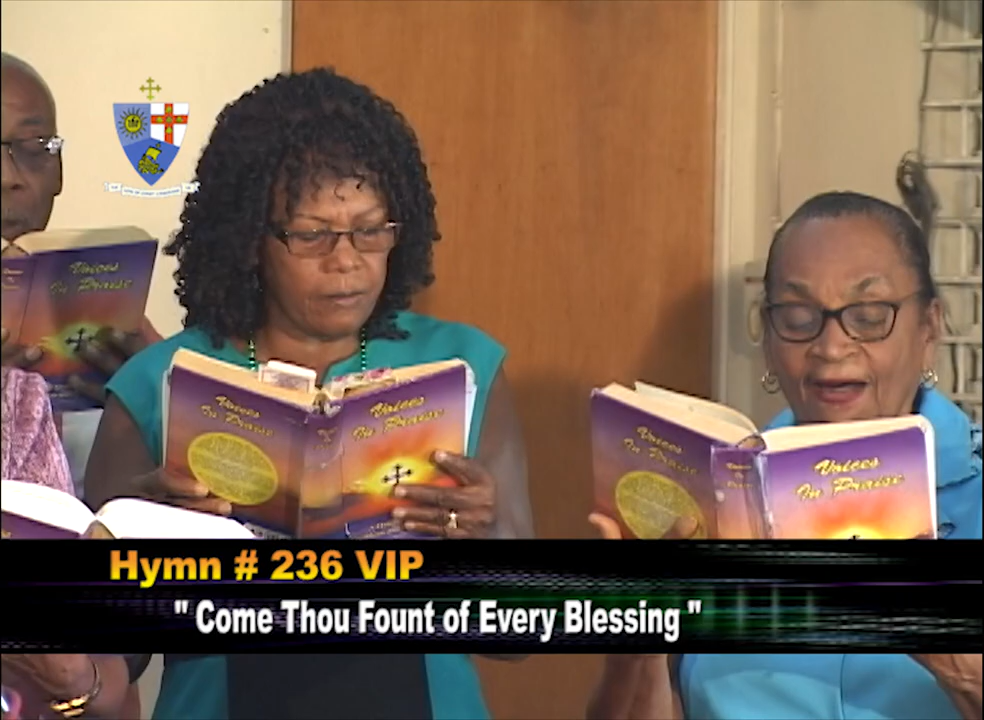 Voices
In Praise
Voices
In Praise
Voices
In Praise
Voices
In Praise
Voices
In Praise
Hymn # 236 VIP
" Come Thou Fount of Every Blessing "